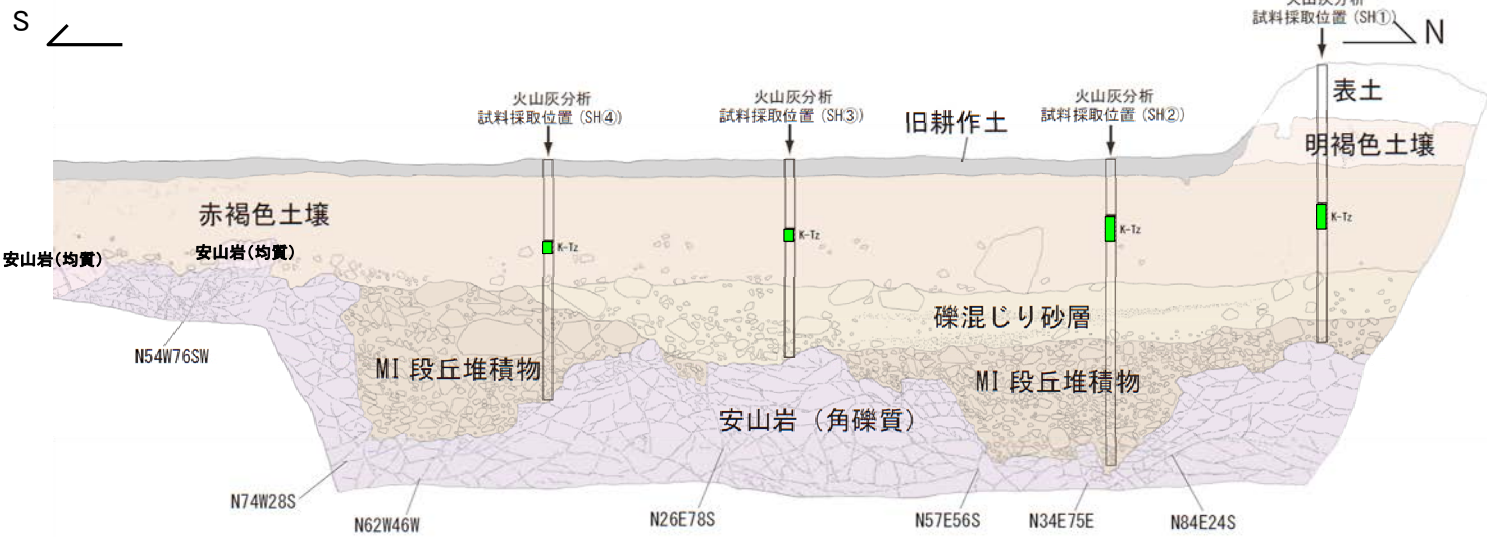 S
火山灰分析
試料採取位置(SH①)
N
火山灰分析
試料採取位置(SH④)
火山灰分析
試料採取位置(SH③)
火山灰分析
試料採取位置(SH②)
旧耕作土
表土
明褐色土壌
赤褐色土壌
K-Tz
K-Tz
K-Tz
K-Tz
安山岩(均質)
安山岩(均質)
礫混じり砂層
N54W76SW
MI段丘堆積物
MI段丘堆積物
安山岩(角礫質)
N74W28S
N62W46W
N26E78S
N57E56S
N34E75E
N84E24S